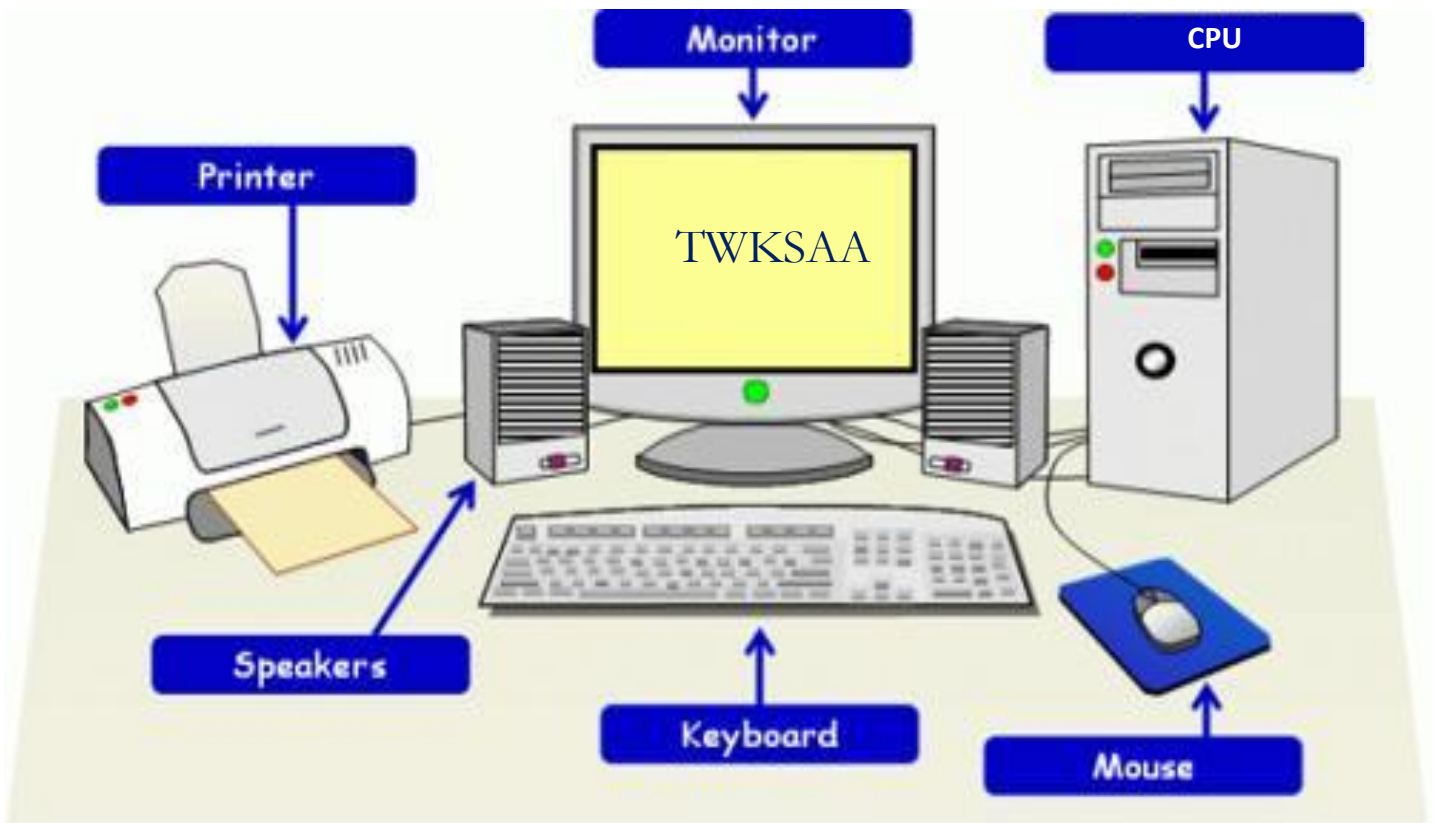 Monitor
CPU
Printer
TWKSAA
Speakers
Keyboard
Mouse